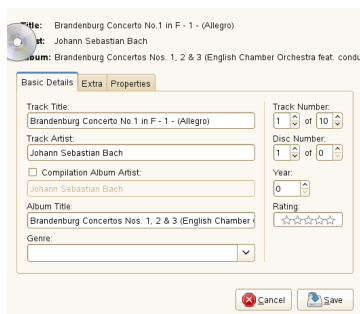 Title: Brandenburg Concerto No.1 in F - 1 - (Allegro)
Johann Sebastian Bach
Album: Brandenburg Concertos Nos. 1, 2 & 3 (English Chamber Orchestra feat.
Basic Details Extra Properties
Track Title:
Brandenburg Concerto No.1 in F - 1 - (Allegro)
Track Number:
1 of 10
Track Artist:
Johann Sebastian Bach
Disc Number:
1 of 0
Compilation Album Artist:
Johann Sebastian Bach
Year:
0
Album Title:
Brandenburg Concertos Nos. 1, 2 & 3 (English Chamber
Rating:
Genre:
Cancel Save